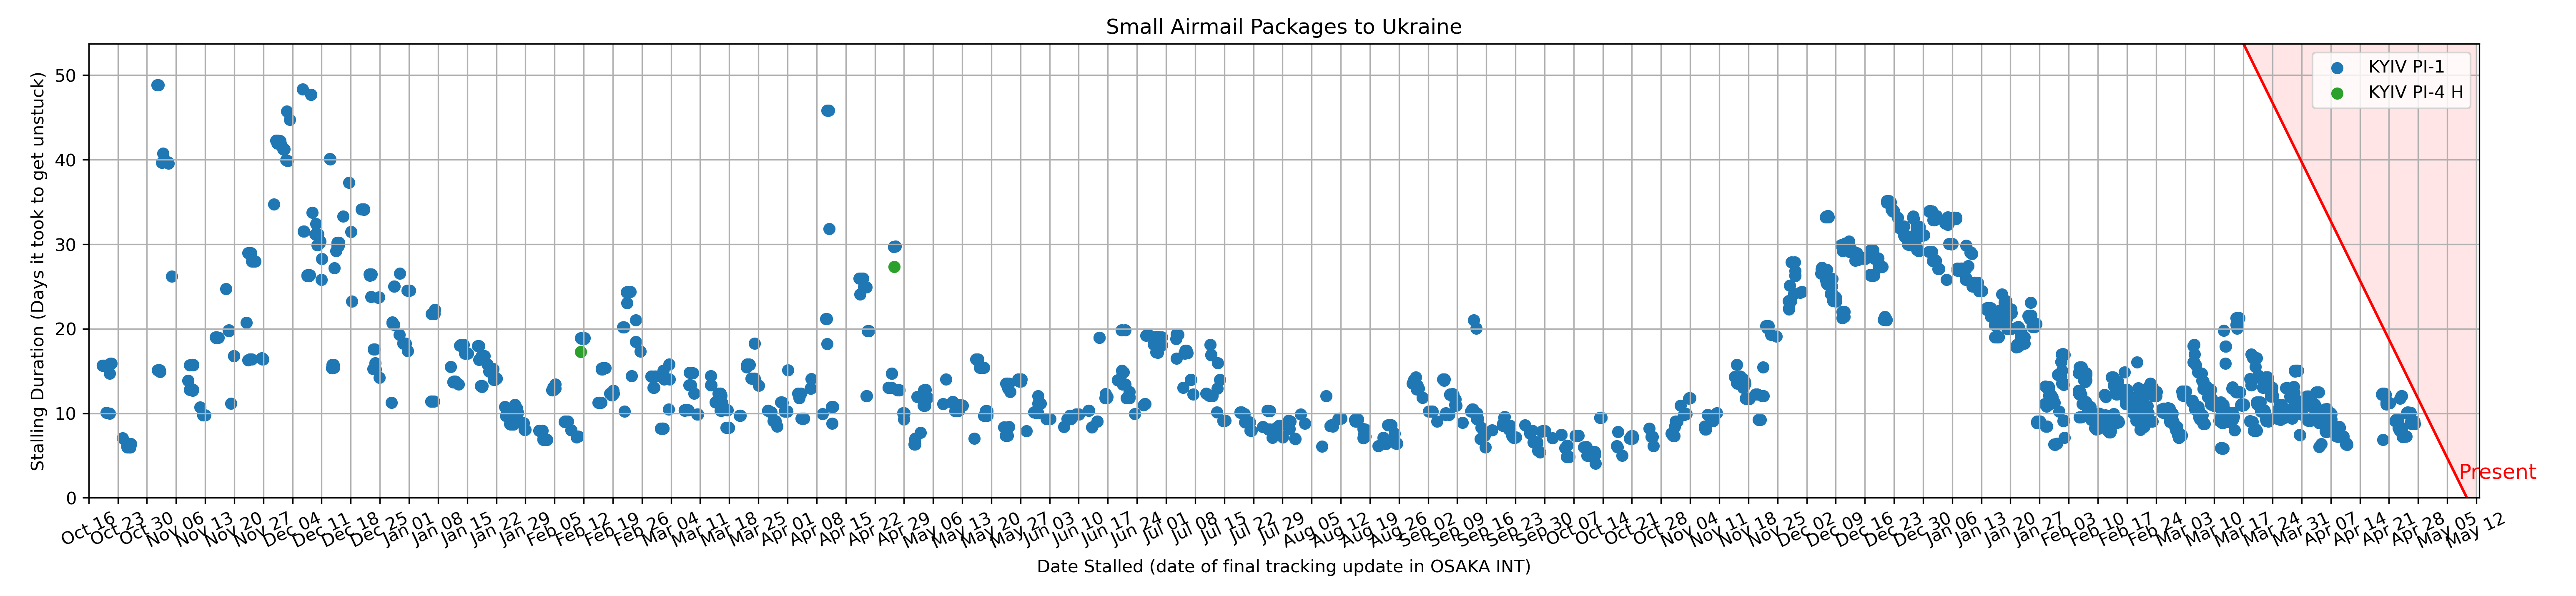 Small Airmail Packages to Ukraine
Stalling Duration (Days it took to get unstuck)
50
40
30
20
10
0
KYIV PI-1
KYIV PI-4 H
Present
Oct 16 Oct 23 Oct 30 Nov 06 Nov 13 Nov 20 Nov 27 Dec 04 Dec 11 Dec 18 Dec 25 Jan 01 Jan 08 Jan 15 Jan 22 Jan 29 Feb 05 Feb 12 Feb 19 Feb 26 Mar 04 Mar 11 Mar 18 Mar 25 Apr 01 Apr 08 Apr 15 Apr 22 Apr 29 May 06 May 13 May 20 May 27 Jun 03 Jun 10 Jun 17 Jun 24 Jul 01 Jul 08 Jul 15 Jul 22 Jul 29 Aug 05 Aug 12 Aug 19 Aug 26 Sep 02 Sep 09 Sep 16 Sep 23 Sep 30 Oct 07 Oct 14 Oct 21 Oct 28 Nov 04 Nov 11 Nov 18 Nov 25 Dec 02 Dec 09 Dec 16 Dec 23 Dec 30 Jan 06 Jan 13 Jan 20 Jan 27 Feb 03 Feb 10 Feb 17 Feb 24 Mar 03 Mar 10 Mar 17 Mar 24 Mar 31 Apr 07 Apr 14 Apr 21 Apr 28 May 05 May 12
Date Stalled (date of final tracking update in OSAKA INT)